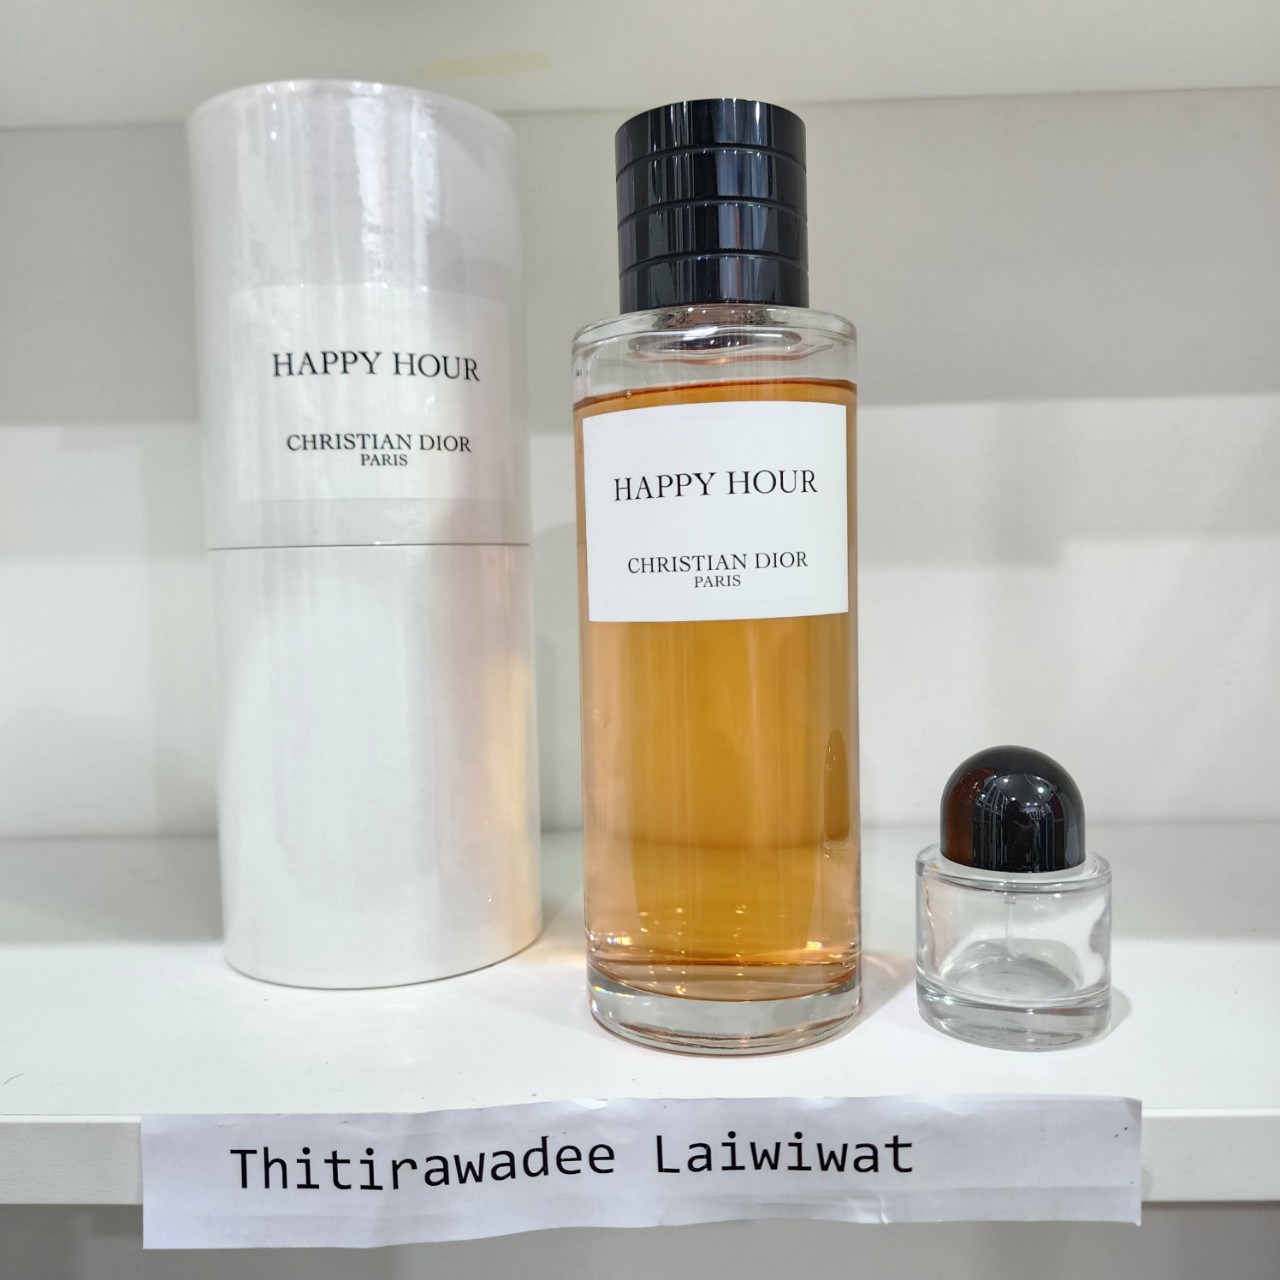 HAPPY HOUR
CHRISTIAN DIOR
PARIS
HAPPY HOUR
CHRISTIAN DIOR
PARIS
Thitirawadee Laiwiwat